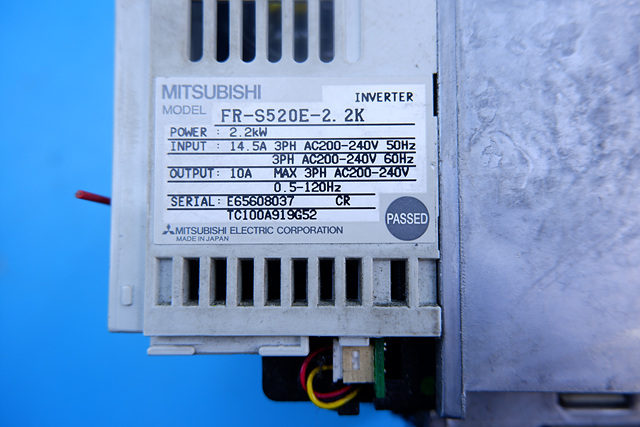 MITSUBISHI
INVERTER
MODEL FR-S520E-2.2K
POWER : 2.2kW
INPUT : 14.5A 3PH AC200-240V 50Hz
3PH AC200-240V 60Hz
OUTPUT: 10A MAX 3PH AC200-240V
0.5-120Hz
SERIAL: E65608037 CR
TC100A919G52
PASSED
MITSUBISHI ELECTRIC CORPORATION
MADE IN JAPAN